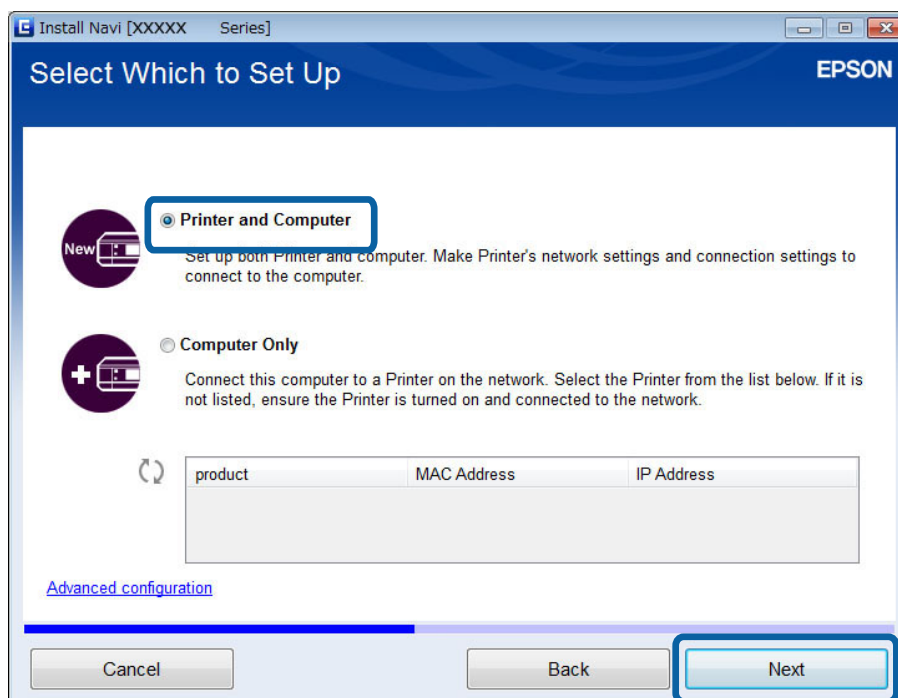 Install Navi [XXXXX Series]
Select Which to Set Up
EPSON
Printer and Computer
New
Set up both Printer and computer. Make Printer's network settings and connection settings to
connect to the computer.
Computer Only
Connect this computer to a Printer on the network. Select the Printer from the list below. If it is
not listed, ensure the Printer is turned on and connected to the network.
product MAC Address IP Address
Advanced configuration
Cancel Back Next